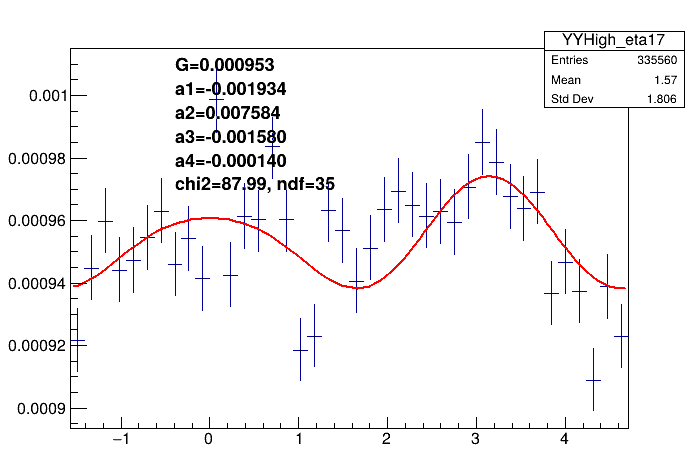 YYHigh_eta17
Entries 335560
Mean 1.57
Std Dev 1.806
G=0.000953
a1=-0.001934
a2=0.007584
a3=-0.001580
a4=-0.000140
chi2=87.99, ndf=35
0.001
0.00098
0.00096
0.00094
0.00092
0.0009
−1 0 1 2 3 4